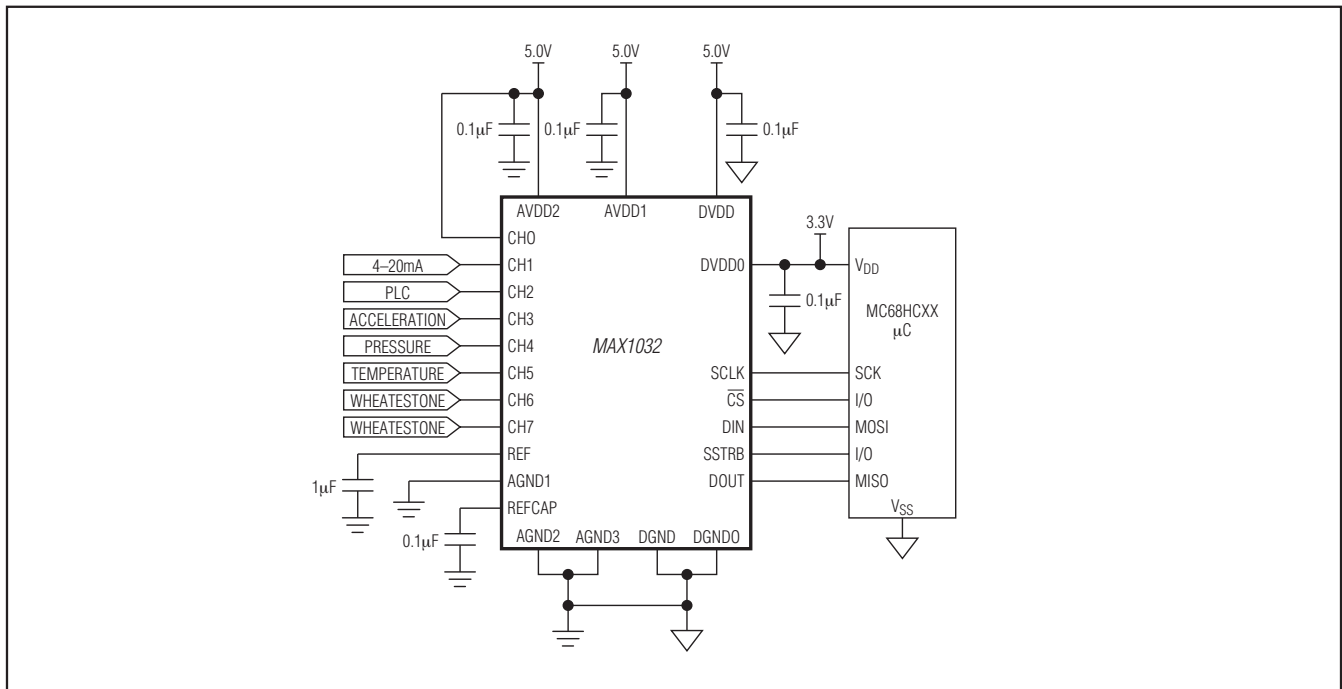 5.0V 5.0V 5.0V
0.1µF 0.1µF 0.1µF
AVDD2 AVDD1 DVDD
3.3V
CH0
4–20mA CH1 DVDD0 VDD
PLC CH2
0.1µF
MC68HCXX
µC
ACCELERATION CH3
PRESSURE CH4 MAX1032
TEMPERATURE CH5 SCLK SCK
WHEATESTONE CH6 CS I/O
WHEATESTONE CH7 DIN MOSI
REF SSTRB I/O
1µF AGND1 DOUT MISO
REFCAP VSS
0.1µF AGND2 AGND3 DGND DGND0